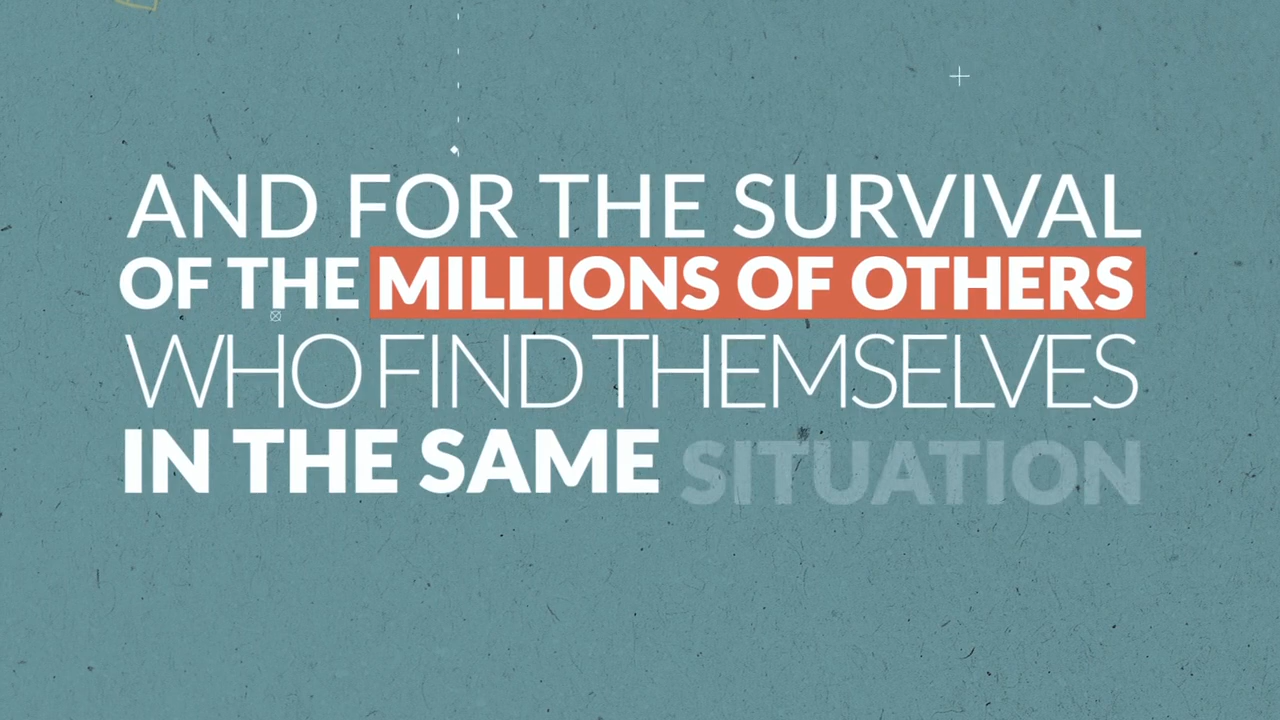 AND FOR THE SURVIVAL
OF THE MILLIONS OF OTHERS
WHO FIND THEMSELVES
IN THE SAME SITUATION